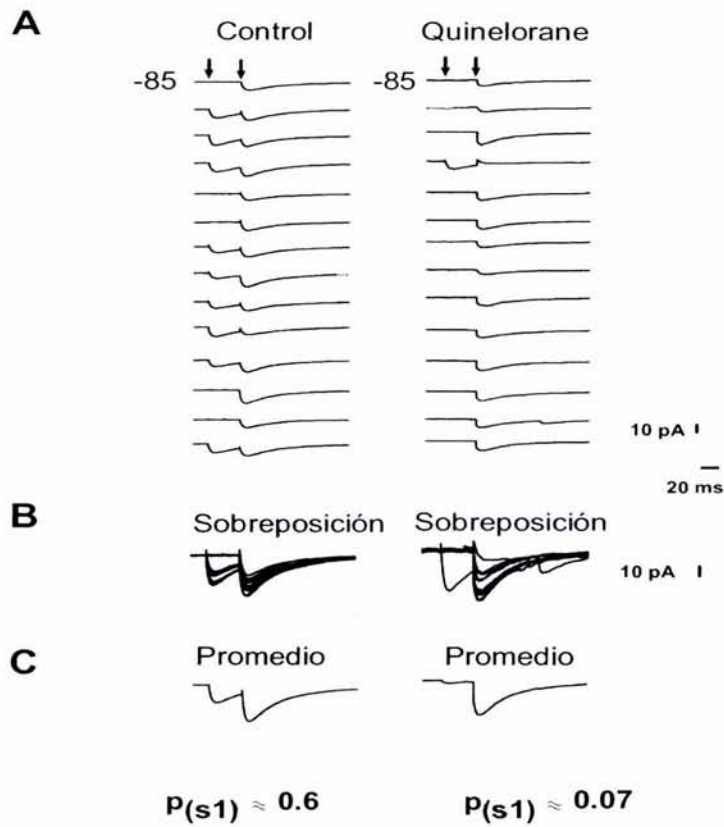 A
Control Quinelorane
-85 -85
10 pA
20 ms
B
Sobreposición Sobreposición
10 pA
C
Promedio Promedio
p(s1) ≈ 0.6 p(s1) ≈ 0.07